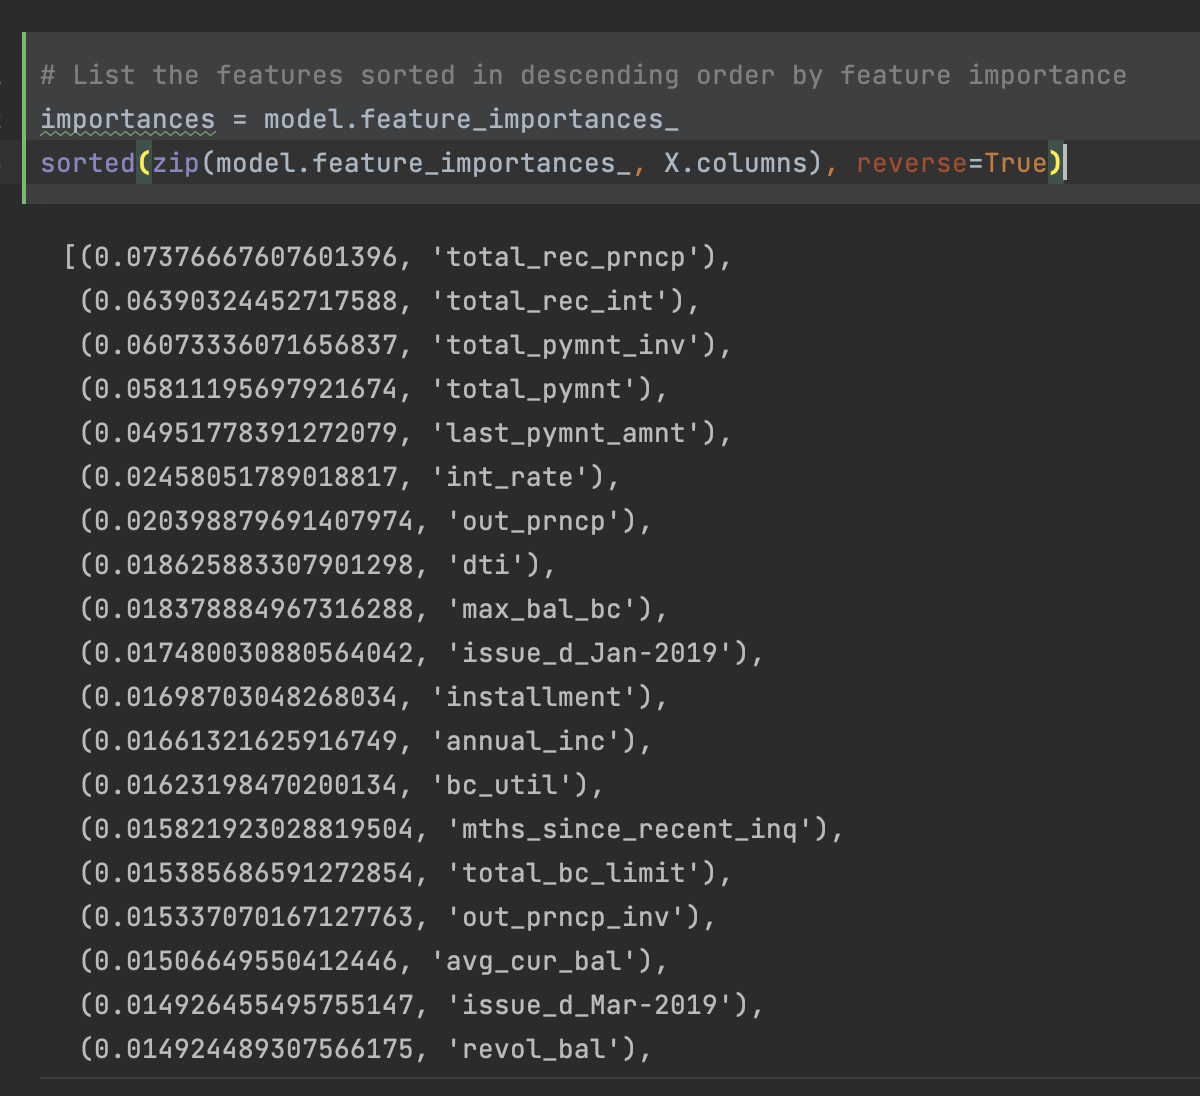 # List the features sorted in descending order by feature importance
importances = model.feature_importances_
sorted(zip(model.feature_importances_, X.columns), reverse=True)
[(0.07376667607601396, 'total_rec_prncp'),
(0.06390324452717588, 'total_rec_int'),
(0.06073336071656837, 'total_pymnt_inv'),
(0.05811195697921674, 'total_pymnt'),
(0.04951778391272079, 'last_pymnt_amnt'),
(0.02458051789018817, 'int_rate'),
(0.020398879691407974, 'out_prncp'),
(0.018625883307901298, 'dti'),
(0.018378884967316288, 'max_bal_bc'),
(0.017480030880564042, 'issue_d_Jan-2019'),
(0.01698703048268034, 'installment'),
(0.01661321625916749, 'annual_inc'),
(0.01623198470200134, 'bc_util'),
(0.015821923028819504, 'mths_since_recent_inq'),
(0.015385686591272854, 'total_bc_limit'),
(0.015337070167127763, 'out_prncp_inv'),
(0.01506649550412446, 'avg_cur_bal'),
(0.014926455495755147, 'issue_d_Mar-2019'),
(0.014924489307566175, 'revol_bal'),